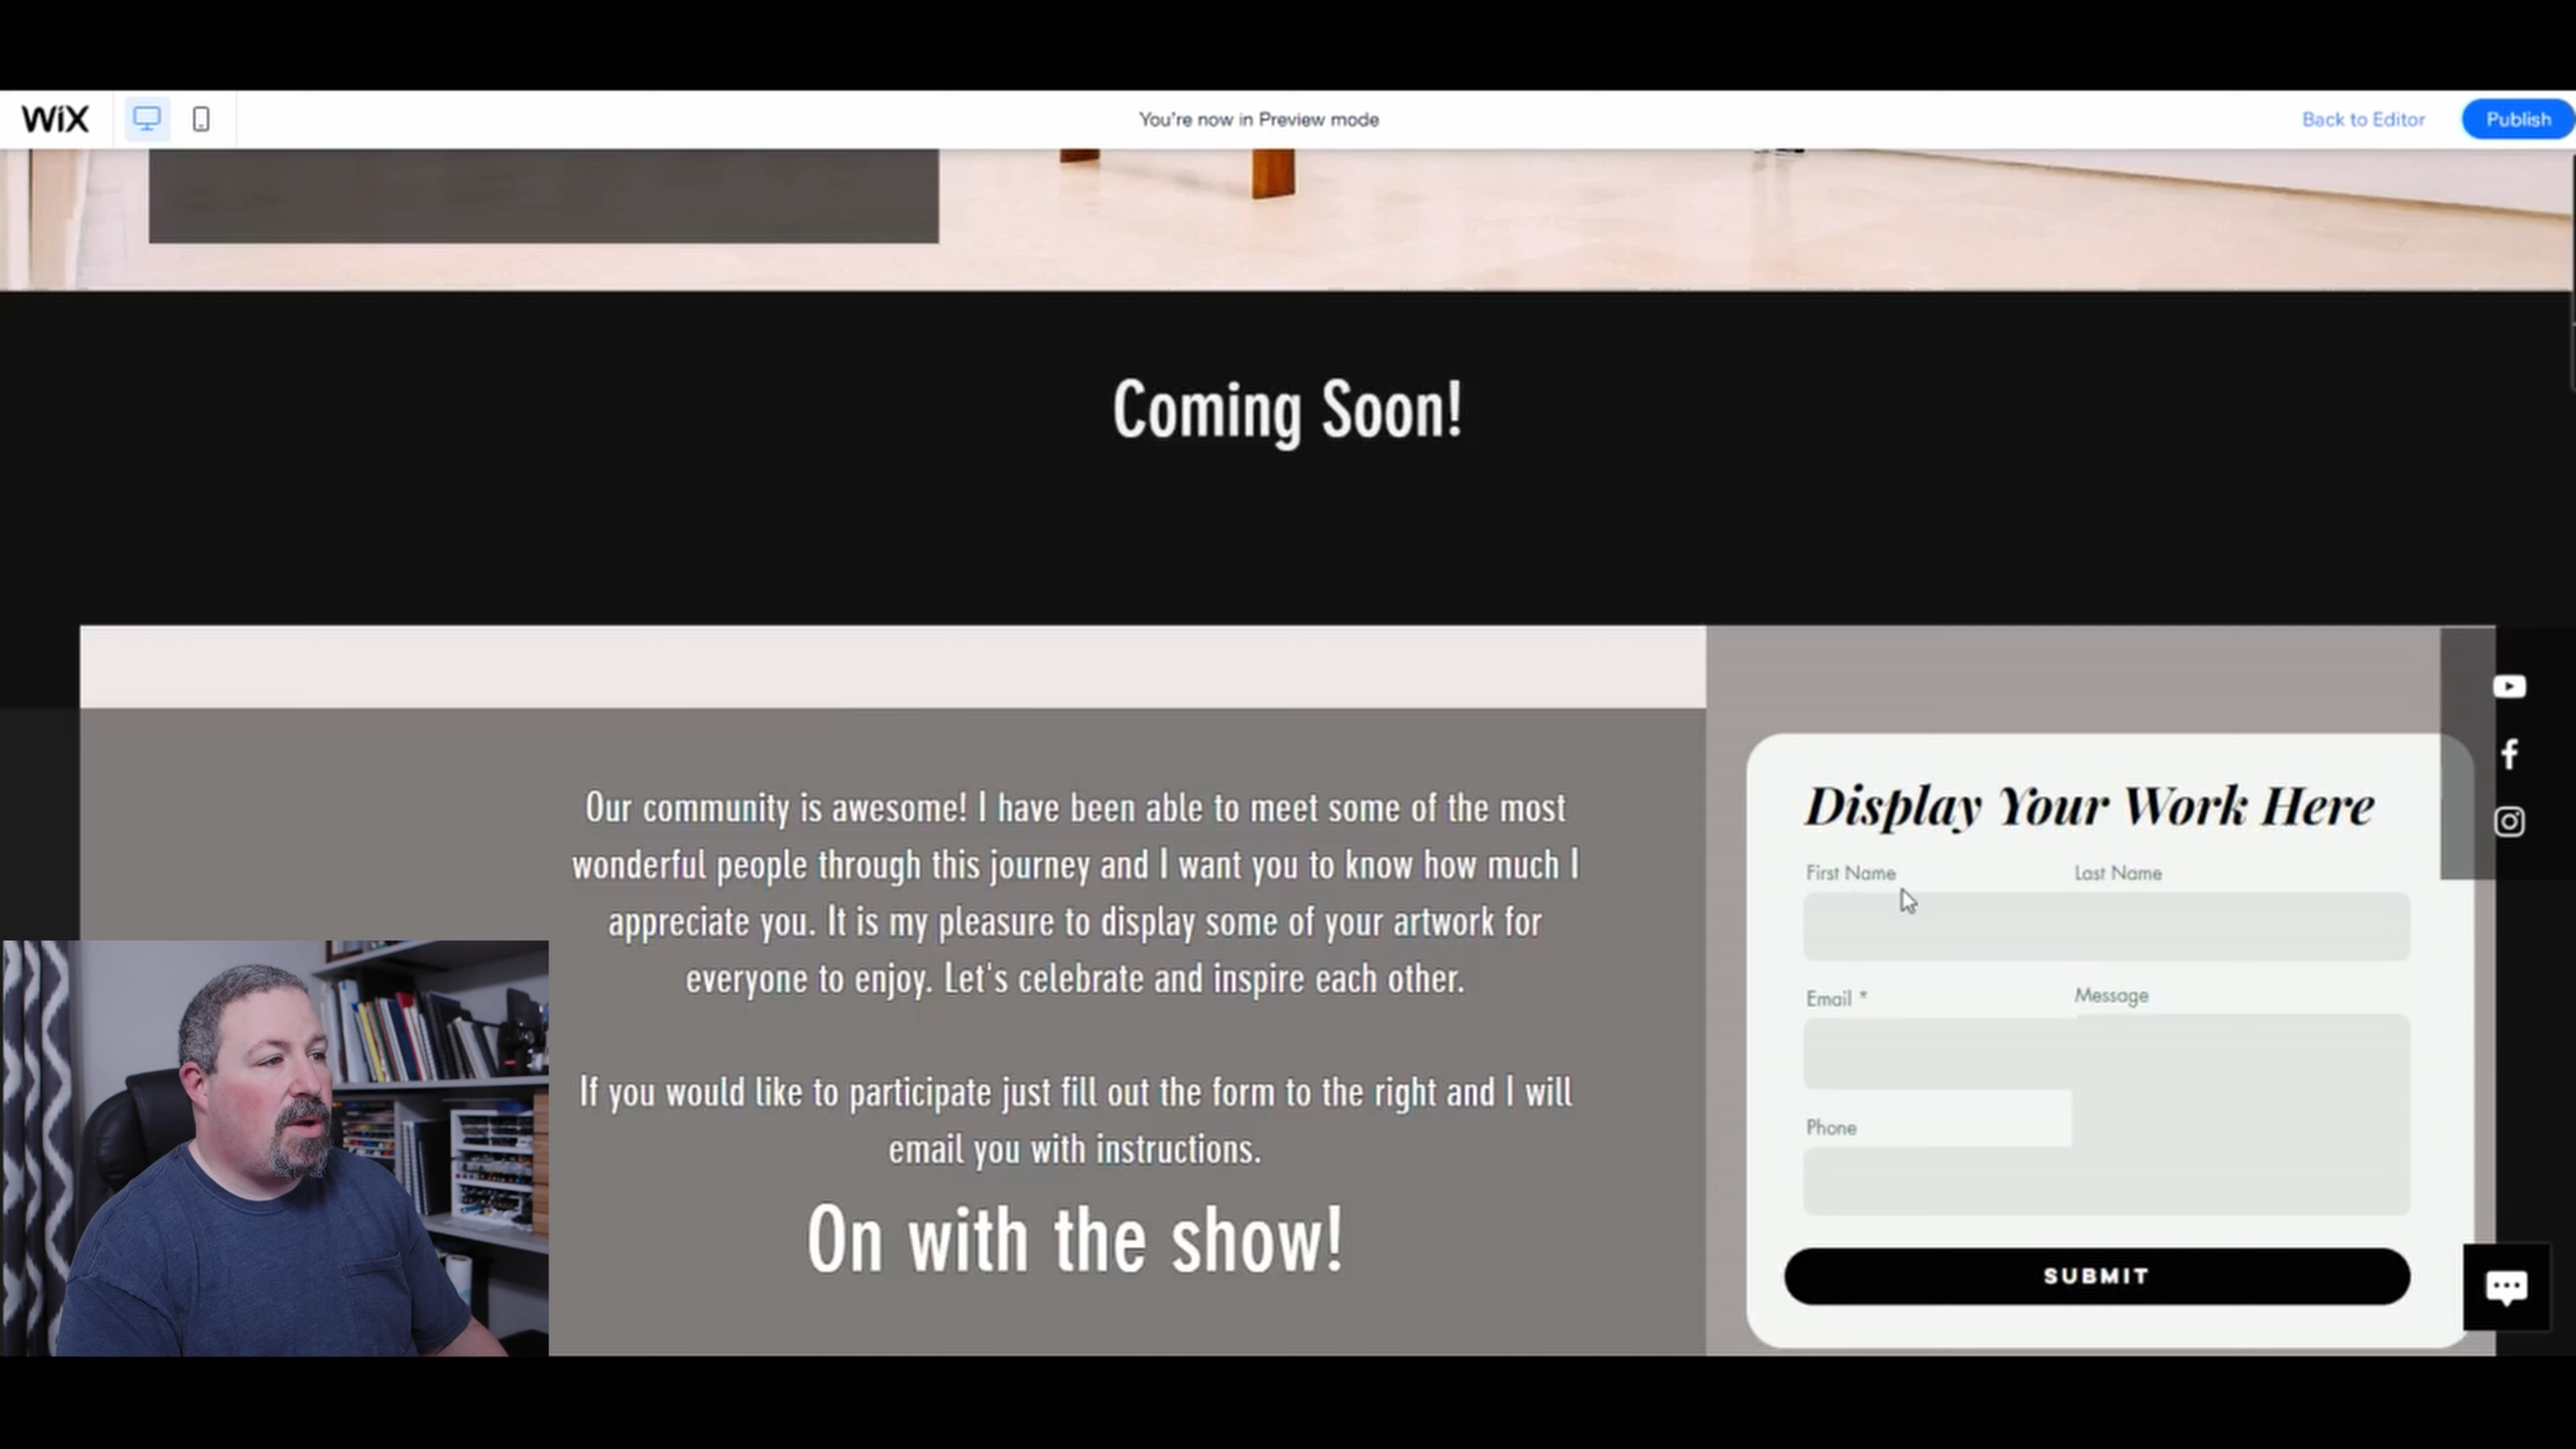 WiX
You're now in Preview mode
Back to Editor
Publish
Coming Soon!
Our community is awesome! I have been able to meet some of the most
wonderful people through this journey and I want you to know how much I
appreciate you. It is my pleasure to display some of your artwork for
everyone to enjoy. Let's celebrate and inspire each other.
If you would like to participate just fill out the form to the right and I will
email you with instructions.
On with the show!
Display Your Work Here
First Name
Last Name
Email *
Message
Phone
SUBMIT